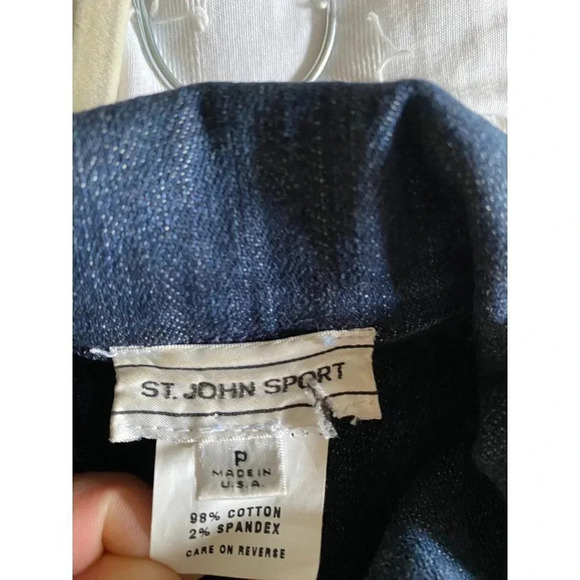 ST. JOHN SPORT
P
MADE IN
U.S.A.
98% COTTON
2% SPANDEX
CARE ON REVERSE